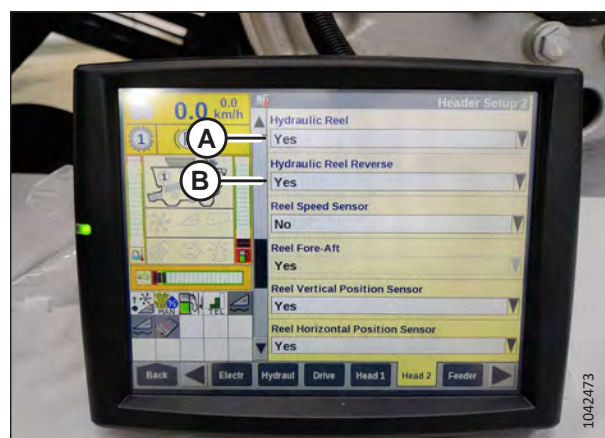 0.0 0.0 km/h
1
Header Setup 2
Hydraulic Reel
Yes
A
Hydraulic Reel Reverse
Yes
B
1
Reel Speed Sensor
No
Reel Fore-Aft
Yes
Reel Vertical Position Sensor
Yes
Reel Horizontal Position Sensor
Yes
1
MAN
TEL
Back
Electr
Hydraul
Drive
Head 1
Head 2
Feeder
1042473